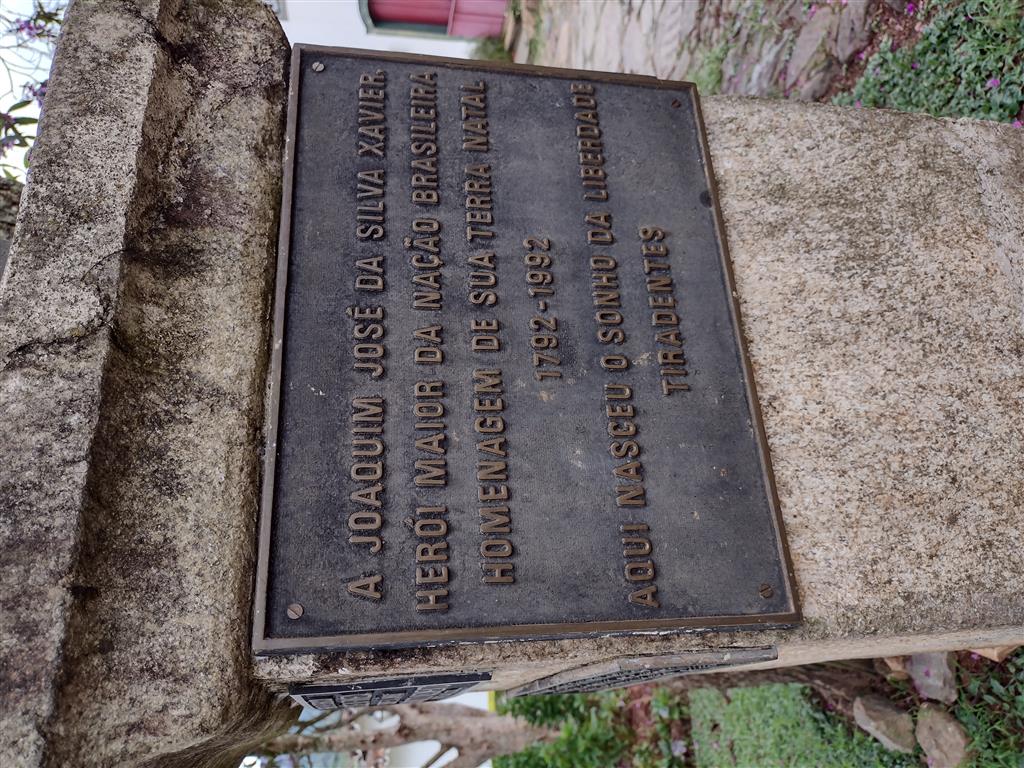 A JOAQUIM JOSÉ DA SILVA XAVIER.
HERÓI MAIOR DA NAÇÃO BRASILEIRA
HOMENAGEM DE SUA TERRA NATAL
1792-1992
AQUI NASCEU O SONHO DA LIBERDADE
TIRADENTES